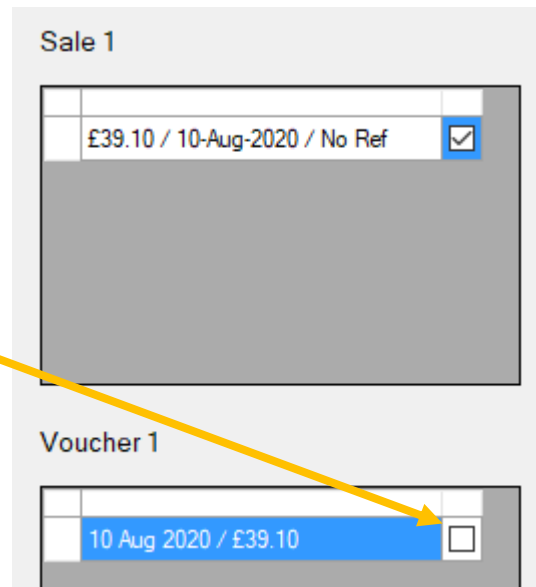 Sale 1
£39.10 / 10-Aug-2020 / No Ref
Voucher 1
10 Aug 2020 / £39.10